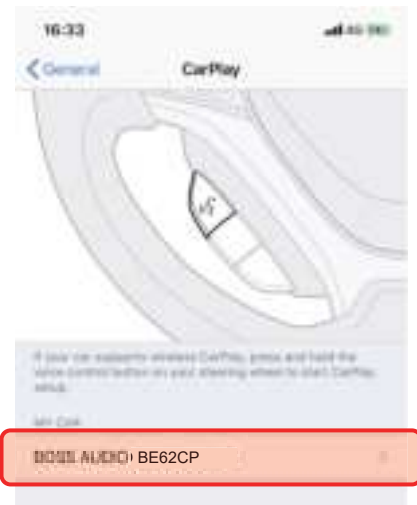 16:33
General CarPlay
If your car supports wireless CarPlay, press and hold the
voice control button on your steering wheel to start CarPlay
setup.
MY CAR
BOSS AUDIO BE62CP